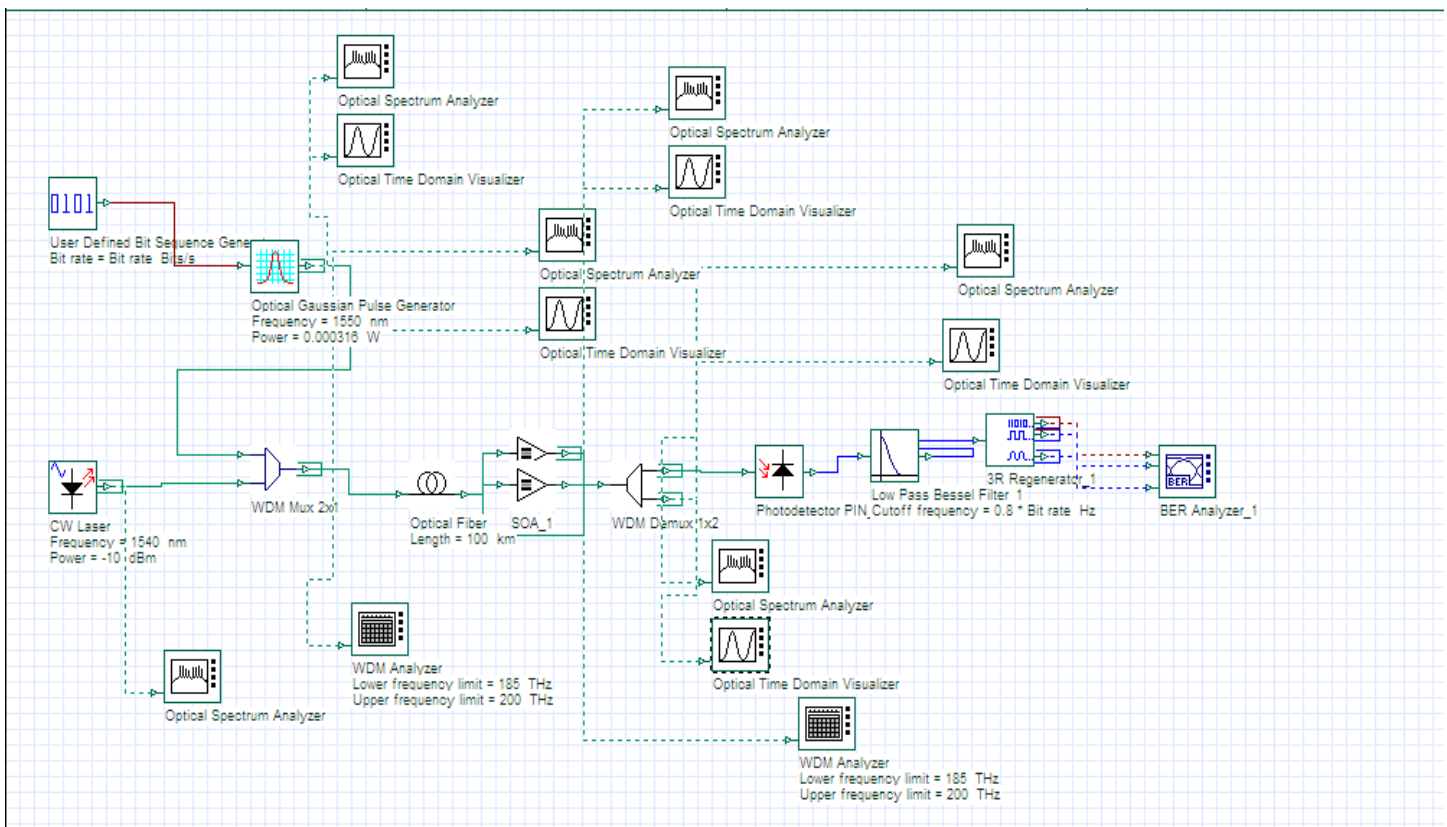 Optical Spectrum Analyzer
Optical Time Domain Visualizer
Optical Spectrum Analyzer
Optical Time Domain Visualizer
0101
User Defined Bit Sequence
Bit rate = Bit rate Bits/s
Optical Gaussian Pulse Generator
Frequency = 1550 nm
Power = 0.000316 W
Optical Spectrum Analyzer
Optical Time Domain Visualizer
Optical Spectrum Analyzer
Optical Time Domain Visualizer
CW Laser
Frequency = 1540 nm
Power = -10 dBm
WDM Mux 2x1
Optical Fiber
Length = 100 km
SOA_1
WDM Demux 1x2
Photodetector PIN_
Low Pass Bessel Filter_1
Cutoff frequency = 0.8 * Bit rate Hz
3R Regenerator_1
BER
BER Analyzer_1
Optical Spectrum Analyzer
Optical Time Domain Visualizer
WDM Analyzer
Lower frequency limit = 185 THz
Upper frequency limit = 200 THz
Optical Spectrum Analyzer
WDM Analyzer
Lower frequency limit = 185 THz
Upper frequency limit = 200 THz